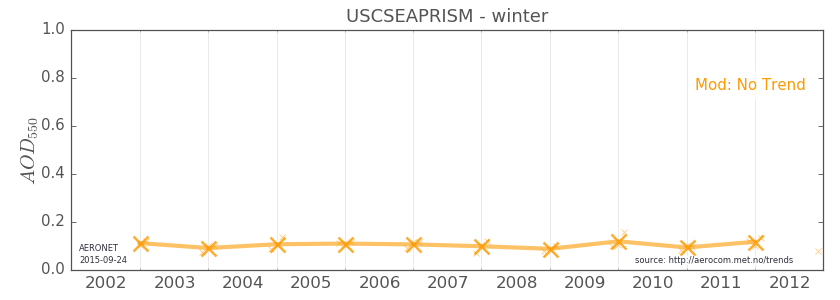 USCSEAPRISM - winter
1.0
0.8
0.6
0.4
0.2
0.0
AOD550
Mod: No Trend
AERONET
2015-09-24
source: http://aerocom.met.no/trends
2002 2003 2004 2005 2006 2007 2008 2009 2010 2011 2012